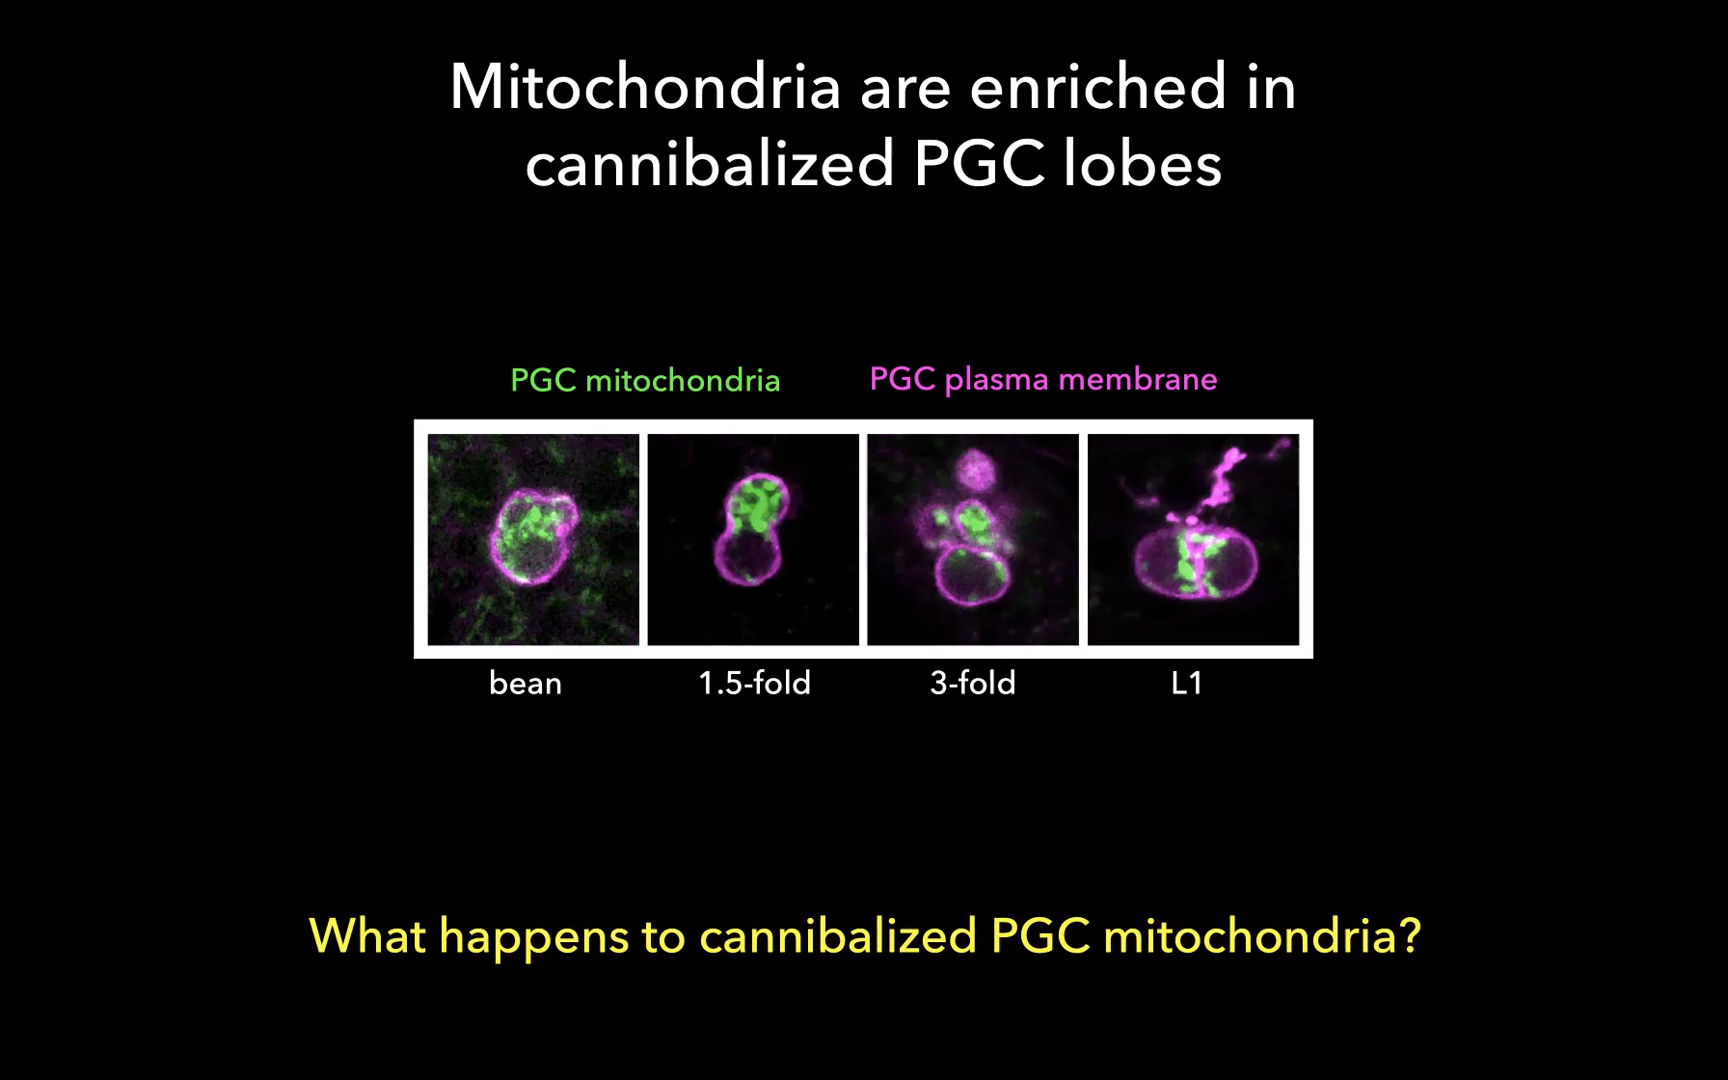 Mitochondria are enriched in
cannibalized PGC lobes
PGC mitochondria PGC plasma membrane
bean 1.5-fold 3-fold L1
What happens to cannibalized PGC mitochondria?